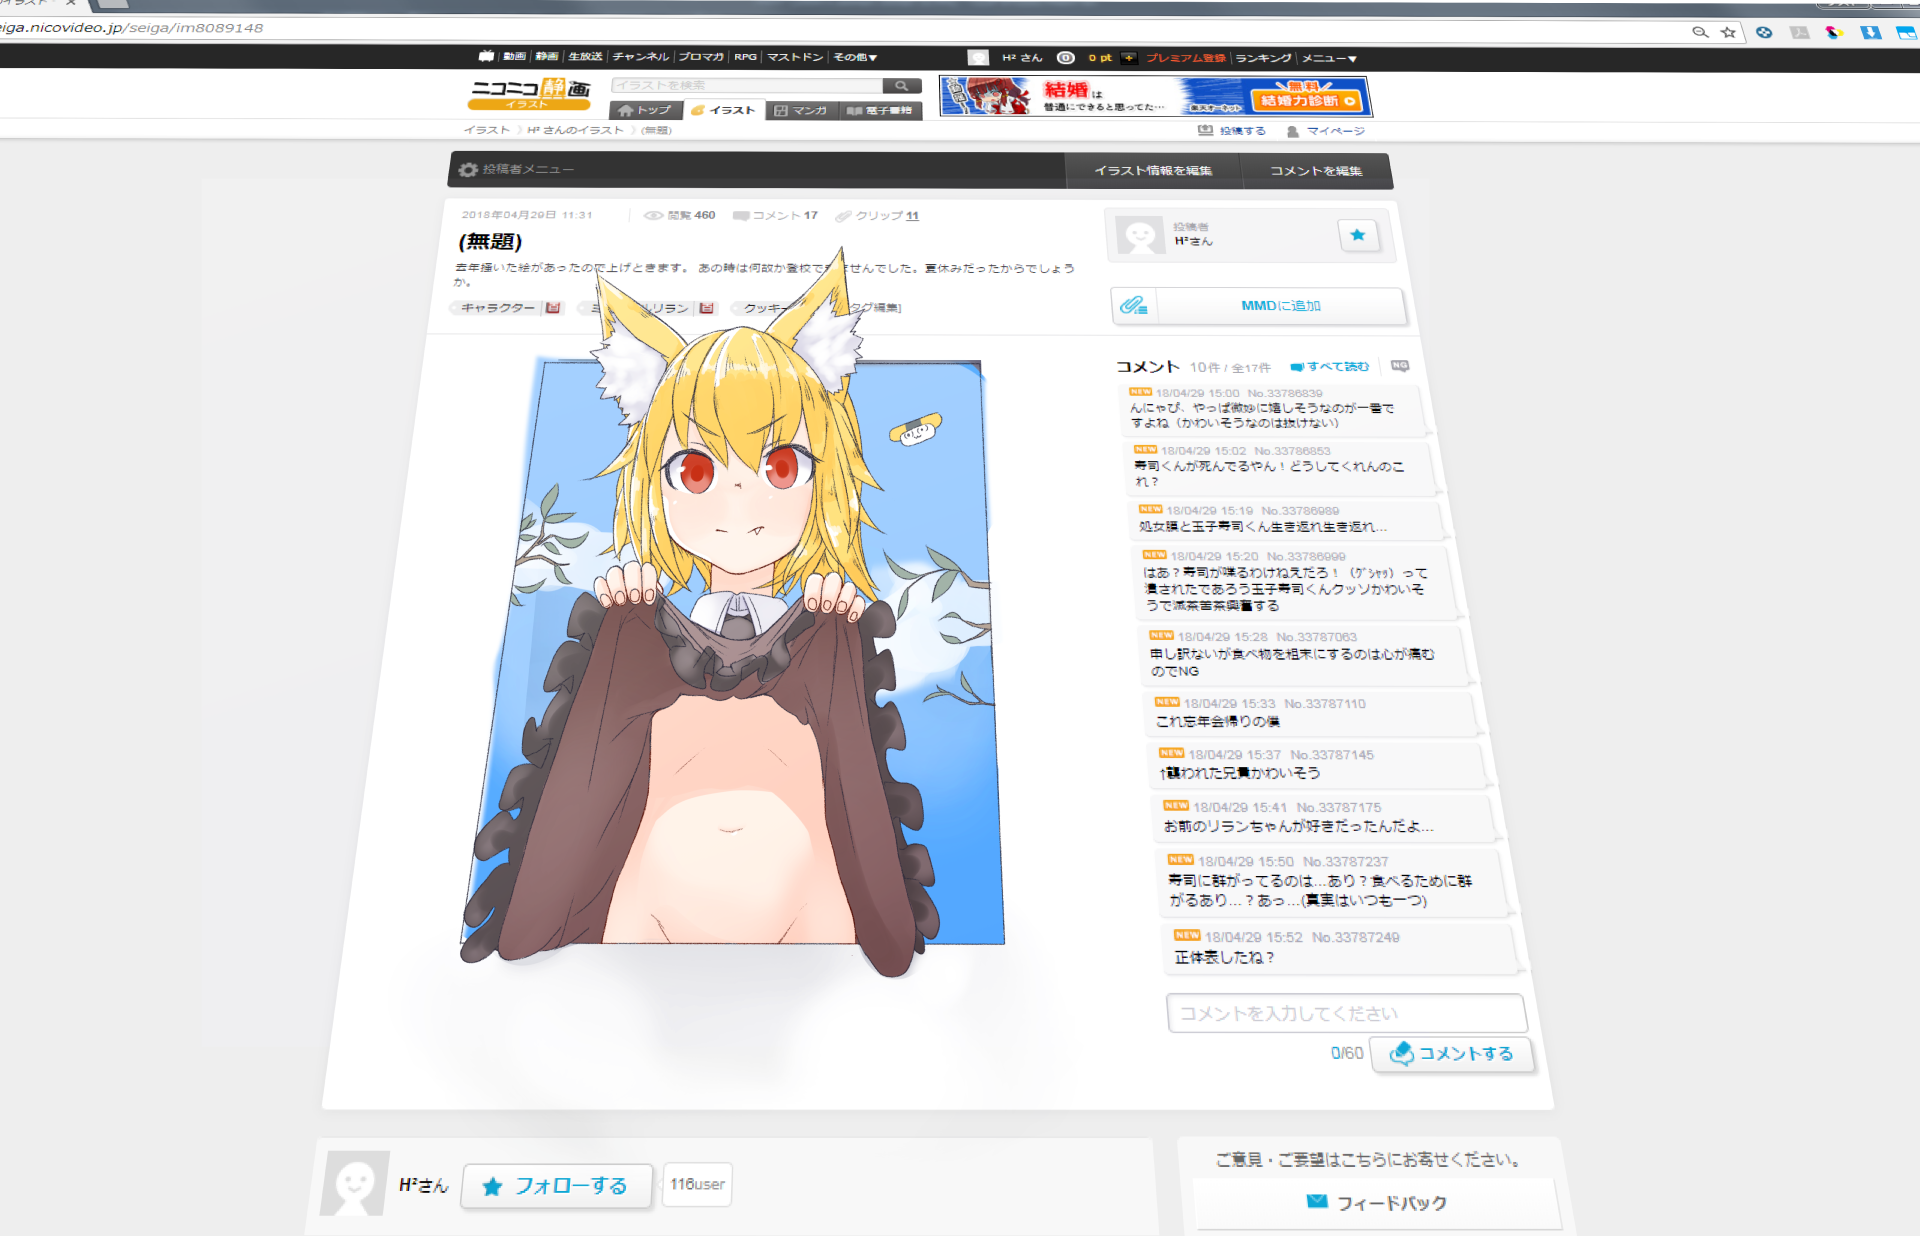 eiga.nicovideo.jp/seiga/im8089148
動画 静画 生放送 チャンネル ブロマガ RPG マストドン その他▼ H² さん 0 0 pt + プレミアム登録 ランキング メニュー▼
ニコニコ静画
イラスト
イラストを検索
トップ イラスト マンガ 電子書籍
結婚は
普通にできると思ってた…
楽天オーネット
無料
結婚力診断
イラスト 》 H² さんのイラスト 》 (無題)
投稿する マイページ
投稿者メニュー イラスト情報を編集 コメントを編集
2018年04月29日 11:31 閲覧 460 コメント 17 クリップ 11
(無題)
去年描いた絵があったので上げときます。 あの時は何故か登校で ませんでした。夏休みだったからでしょう
か。
キャラクター ミ ルリラン クッキー タグ編集]
投稿者
H²さん
MMDに追加
コメント 10件 / 全17件 すべて読む NG
NEW 18/04/29 15:00 No.33786839
んにゃぴ、やっぱ微妙に嬉しそうなのが一番で
すよね（かわいそうなのは抜けない）
NEW 18/04/29 15:02 No.33786853
寿司くんが死んでるやん！どうしてくれんのこ
れ？
NEW 18/04/29 15:19 No.33786989
処女膜と玉子寿司くん生き返れ生き返れ…
NEW 18/04/29 15:20 No.33786999
はあ？寿司が喋るわけねえだろ！（ｸﾞｼｬｯ）って
潰されたであろう玉子寿司くんクッソかわいそ
うで滅茶苦茶興奮する
NEW 18/04/29 15:28 No.33787063
申し訳ないが食べ物を粗末にするのは心が痛む
のでNG
NEW 18/04/29 15:33 No.33787110
これ忘年会帰りの僕
NEW 18/04/29 15:37 No.33787145
↑襲われた兄貴かわいそう
NEW 18/04/29 15:41 No.33787175
お前のリランちゃんが好きだったんだよ…
NEW 18/04/29 15:50 No.33787237
寿司に群がってるのは…あり？食べるために群
がるあり…？あっ…(真実はいつも一つ)
NEW 18/04/29 15:52 No.33787249
正体表したね？
コメントを入力してください
0/60 コメントする
H²さん フォローする 116user
ご意見・ご要望はこちらにお寄せください。
フィードバック